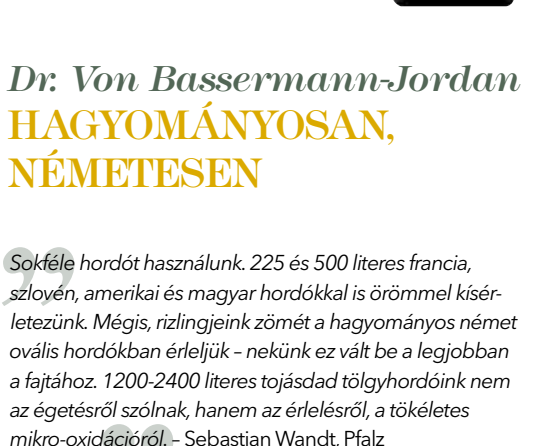 Dr. Von Bassermann-Jordan
HAGYOMÁNYOSAN,
NÉMETESEN
Sokféle hordót használunk. 225 és 500 literes francia,
szlovén, amerikai és magyar hordókkal is örömmel kísér-
letezünk. Mégis, rizlingjeink zömét a hagyományos német
ovális hordókban érleljük – nekünk ez vált be a legjobban
a fajtához. 1200-2400 literes tojásdad tölgyhordóink nem
az égetésről szólnak, hanem az érlelésről, a tökéletes
mikro-oxidációról. – Sebastian Wandt, Pfalz